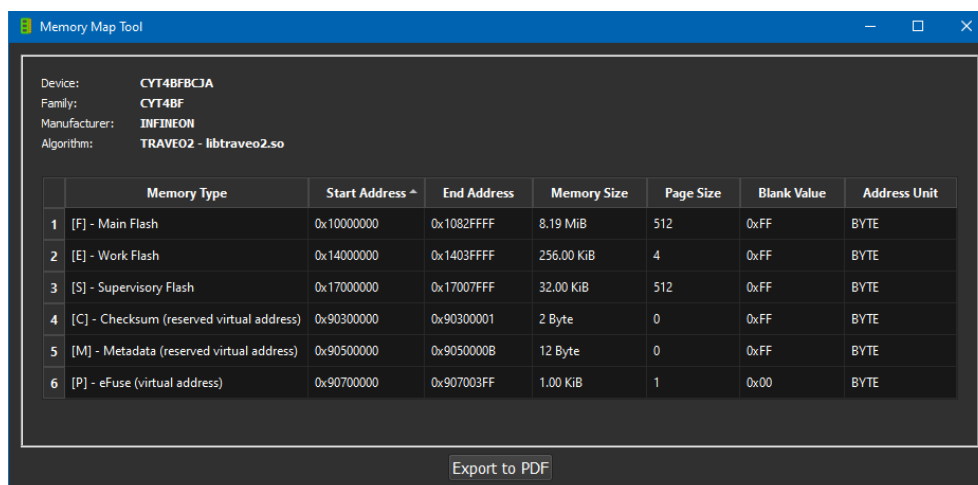 Memory Map Tool
Device: CYT4BFBCJA
Family: CYT4BF
Manufacturer: INFINEON
Algorithm: TRAVEO2 - libtraveo2.so
Memory Type Start Address End Address Memory Size Page Size Blank Value Address Unit
1 [F] - Main Flash 0x10000000 0x1082FFFF 8.19 MiB 512 0xFF BYTE
2 [E] - Work Flash 0x14000000 0x1403FFFF 256.00 KiB 4 0xFF BYTE
3 [S] - Supervisory Flash 0x17000000 0x17007FFF 32.00 KiB 512 0xFF BYTE
4 [C] - Checksum (reserved virtual address) 0x90300000 0x90300001 2 Byte 0 0xFF BYTE
5 [M] - Metadata (reserved virtual address) 0x90500000 0x9050000B 12 Byte 0 0xFF BYTE
6 [P] - eFuse (virtual address) 0x90700000 0x907003FF 1.00 KiB 1 0x00 BYTE
Export to PDF